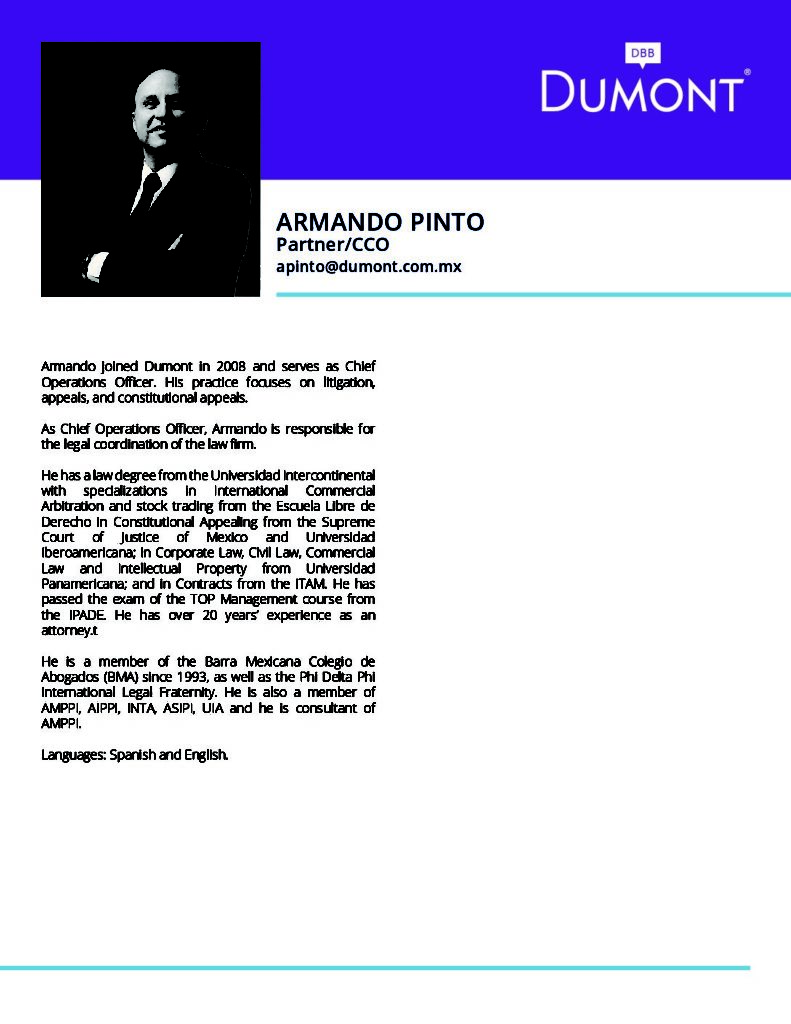 DBB
DUMONT®
ARMANDO PINTO
Partner/CCO
apinto@dumont.com.mx
Armando joined Dumont in 2008 and serves as Chief
Operations Officer. His practice focuses on litigation,
appeals, and constitutional appeals.
As Chief Operations Officer, Armando is responsible for
the legal coordination of the law firm.
He has a law degree from the Universidad Intercontinental
with specializations in International Commercial
Arbitration and stock trading from the Escuela Libre de
Derecho in Constitutional Appealing from the Supreme
Court of Justice of Mexico and Universidad
Iberoamericana; in Corporate Law, Civil Law, Commercial
Law and Intellectual Property from Universidad
Panamericana; and in Contracts from the ITAM. He has
passed the exam of the TOP Management course from
the IPADE. He has over 20 years’ experience as an
attorney.t
He is a member of the Barra Mexicana Colegio de
Abogados (BMA) since 1993, as well as the Phi Delta Phi
International Legal Fraternity. He is also a member of
AMPPI, AIPPI, INTA, ASIPI, UIA and he is consultant of
AMPPI.
Languages: Spanish and English.